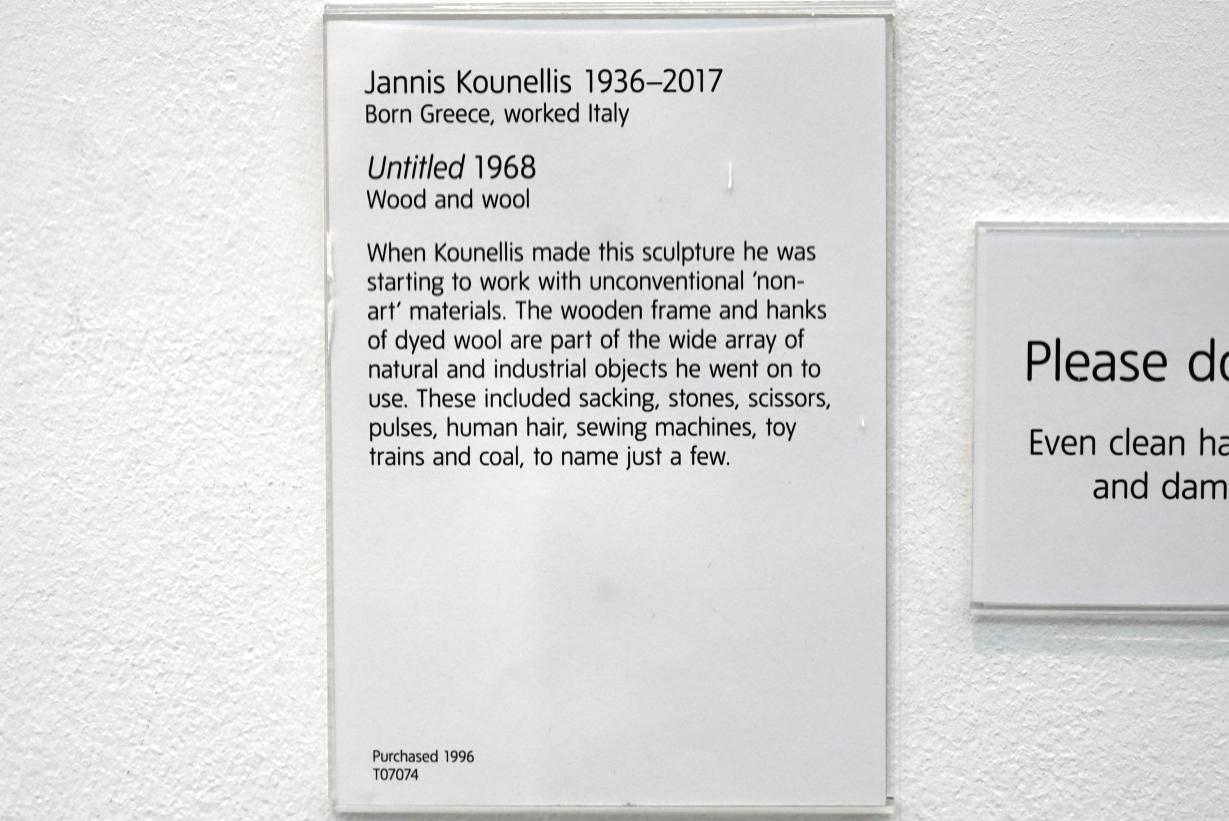 Jannis Kounellis 1936–2017
Born Greece, worked Italy
Untitled 1968
Wood and wool
When Kounellis made this sculpture he was
starting to work with unconventional ‘non-
art’ materials. The wooden frame and hanks
of dyed wool are part of the wide array of
natural and industrial objects he went on to
use. These included sacking, stones, scissors,
pulses, human hair, sewing machines, toy
trains and coal, to name just a few.
Purchased 1996
T07074
Please
Even clean
and